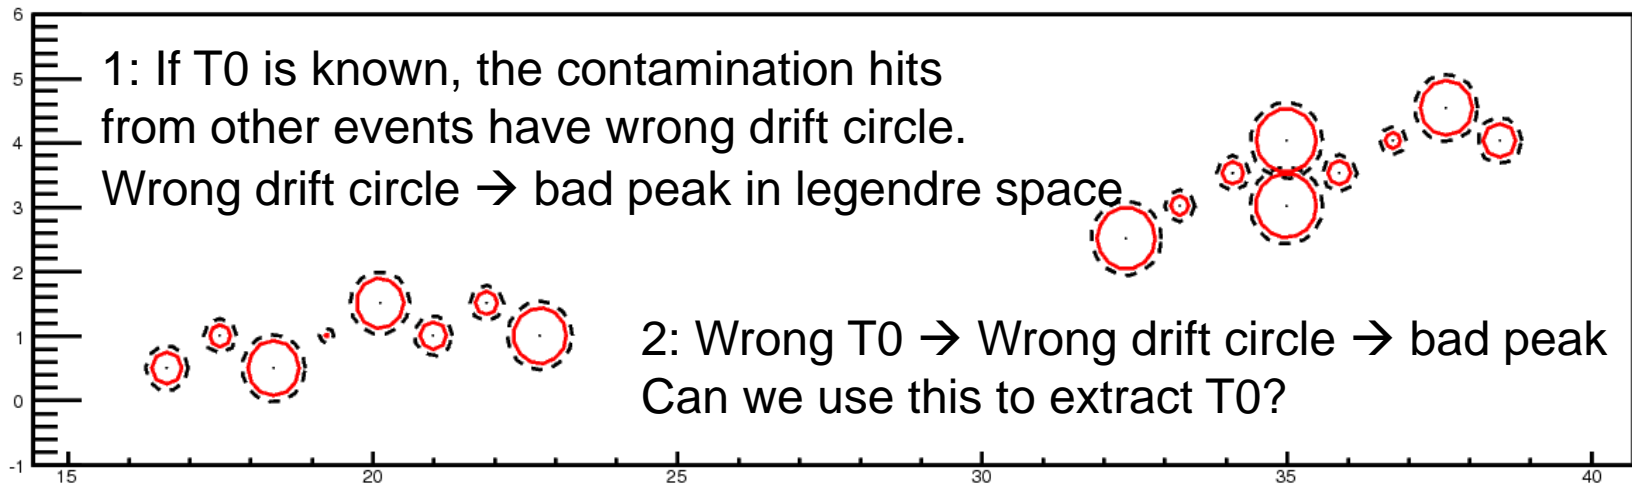 6
1: If T0 is known, the contamination hits
5
from other events have wrong drift circle.
4
Wrong drift circle → bad peak in legendre space
3
2
2: Wrong T0 → Wrong drift circle → bad peak
1
Can we use this to extract T0?
0
-1
15 20 25 30 35 40